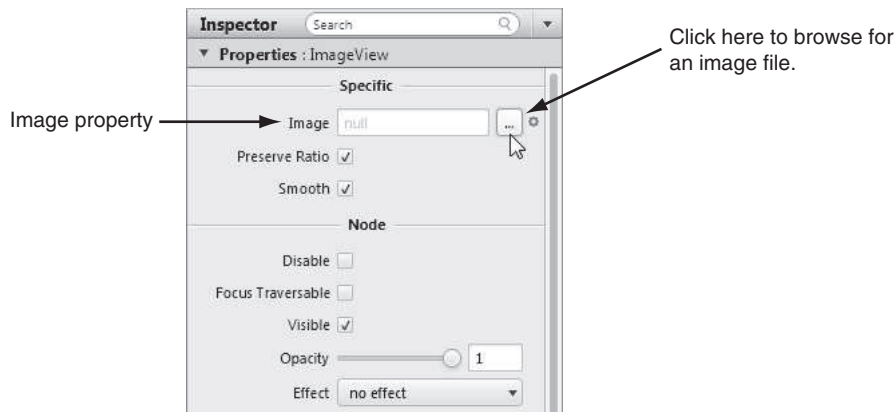 Inspector Search
Properties : ImageView
Specific
Image property
Image null ...
Click here to browse for
an image file.
Preserve Ratio
Smooth
Node
Disable
Focus Traversable
Visible
Opacity 1
Effect no effect